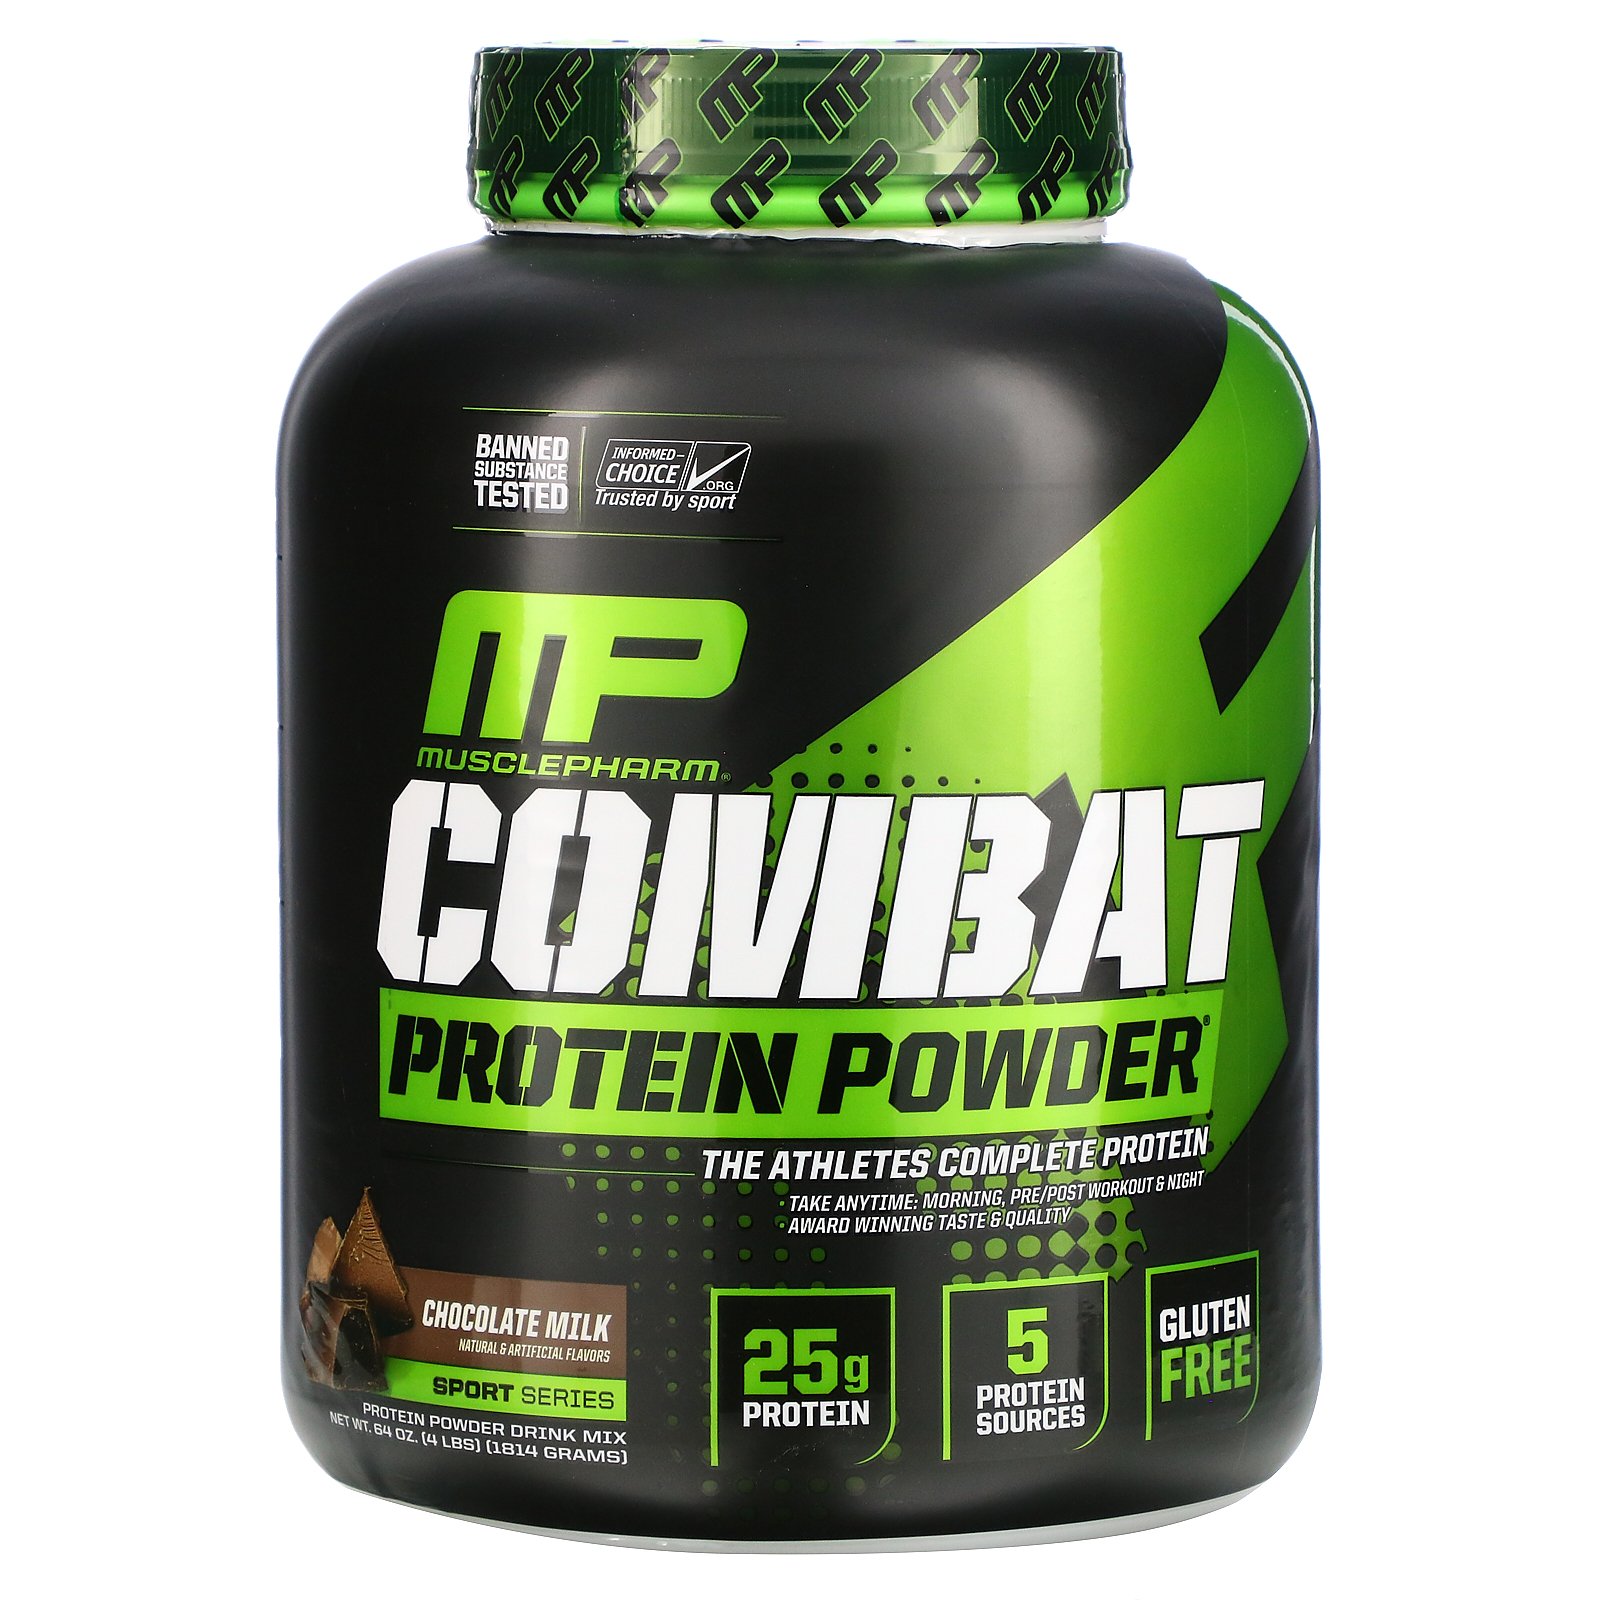 BANNED
SUBSTANCE
TESTED
INFORMED-
CHOICE
.ORG
Trusted by sport
MP
MUSCLEPHARM®
COMBAT
PROTEIN POWDER®
THE ATHLETES COMPLETE PROTEIN
· TAKE ANYTIME: MORNING, PRE/POST WORKOUT & NIGHT
· AWARD WINNING TASTE & QUALITY
CHOCOLATE MILK
NATURAL & ARTIFICIAL FLAVORS
SPORT SERIES
PROTEIN POWDER DRINK MIX
NET WT. 64 OZ. (4 LBS) (1814 GRAMS)
25g
PROTEIN
5
PROTEIN
SOURCES
GLUTEN
FREE